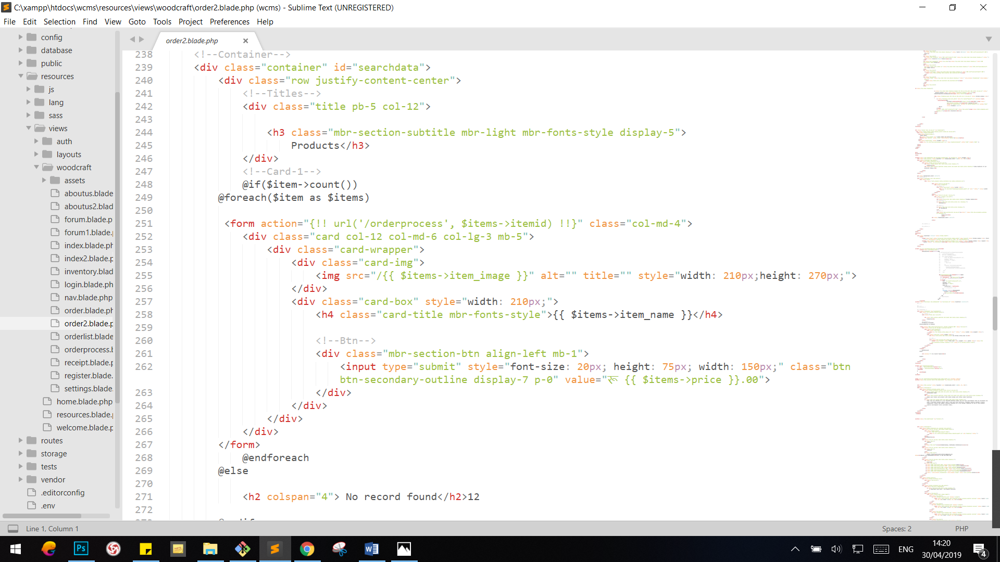 C:\xampp\htdocs\wcms\resources\views\woodcraft\order2.blade.php (wcms) - Sublime Text (UNREGISTERED)
File Edit Selection Find View Goto Tools Project Preferences Help
config
database
public
resources
js
lang
sass
views
auth
layouts
woodcraft
assets
aboutus.blade
aboutus2.blad
forum.blade.p
forum1.blade.
index.blade.ph
index2.blade.p
inventory.blad
login.blade.ph
nav.blade.php
order.blade.ph
order2.blade.p
orderlist.blade
orderprocess.b
receipt.blade.p
register.blade.
settings.blade.
home.blade.php
resources.blade.
welcome.blade.p
routes
storage
tests
vendor
.editorconfig
.env
order2.blade.php ×
238 <!--Container-->
239 <div class="container" id="searchdata">
240 <div class="row justify-content-center">
241 <!--Titles-->
242 <div class="title pb-5 col-12">
243
244 <h3 class="mbr-section-subtitle mbr-light mbr-fonts-style display-5">
245 Products</h3>
246 </div>
247 <!--Card-1-->
248 @if($item->count())
249 @foreach($item as $items)
250
251 <form action="{!! url('/orderprocess', $items->itemid) !!}" class="col-md-4">
252 <div class="card col-12 col-md-6 col-lg-3 mb-5">
253 <div class="card-wrapper">
254 <div class="card-img">
255 <img src="/{{ $items->item_image }}" alt="" title="" style="width: 210px;height: 270px;">
256 </div>
257 <div class="card-box" style="width: 210px;">
258 <h4 class="card-title mbr-fonts-style">{{ $items->item_name }}</h4>
259
260 <!--Btn-->
261 <div class="mbr-section-btn align-left mb-1">
262 <input type="submit" style="font-size: 20px; height: 75px; width: 150px;" class="btn
btn-secondary-outline display-7 p-0" value="रू {{ $items->price }}.00">
263 </div>
264 </div>
265 </div>
266 </div>
267 </form>
268 @endforeach
269 @else
270
271 <h2 colspan="4"> No record found</h2>12
272
Line 1, Column 1
Spaces: 2 PHP
Ps
ENG
14:20
30/04/2019
4